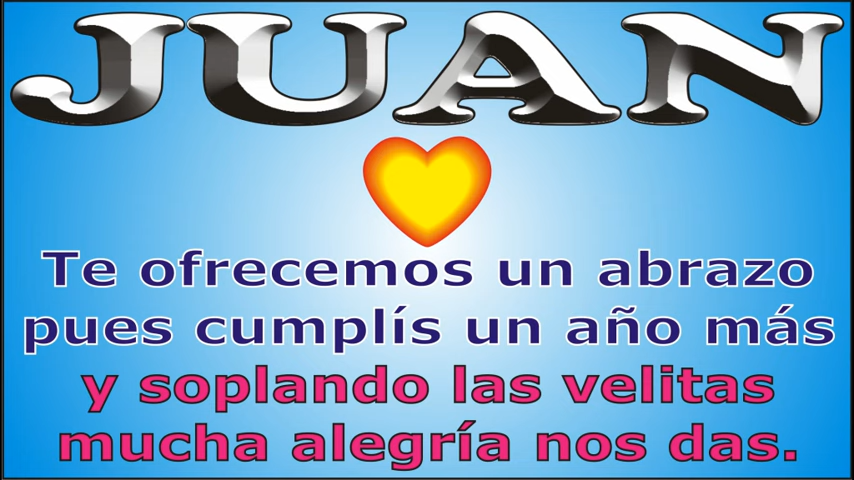 JUAN
Te ofrecemos un abrazo
pues cumplís un año más
y soplando las velitas
mucha alegría nos das.